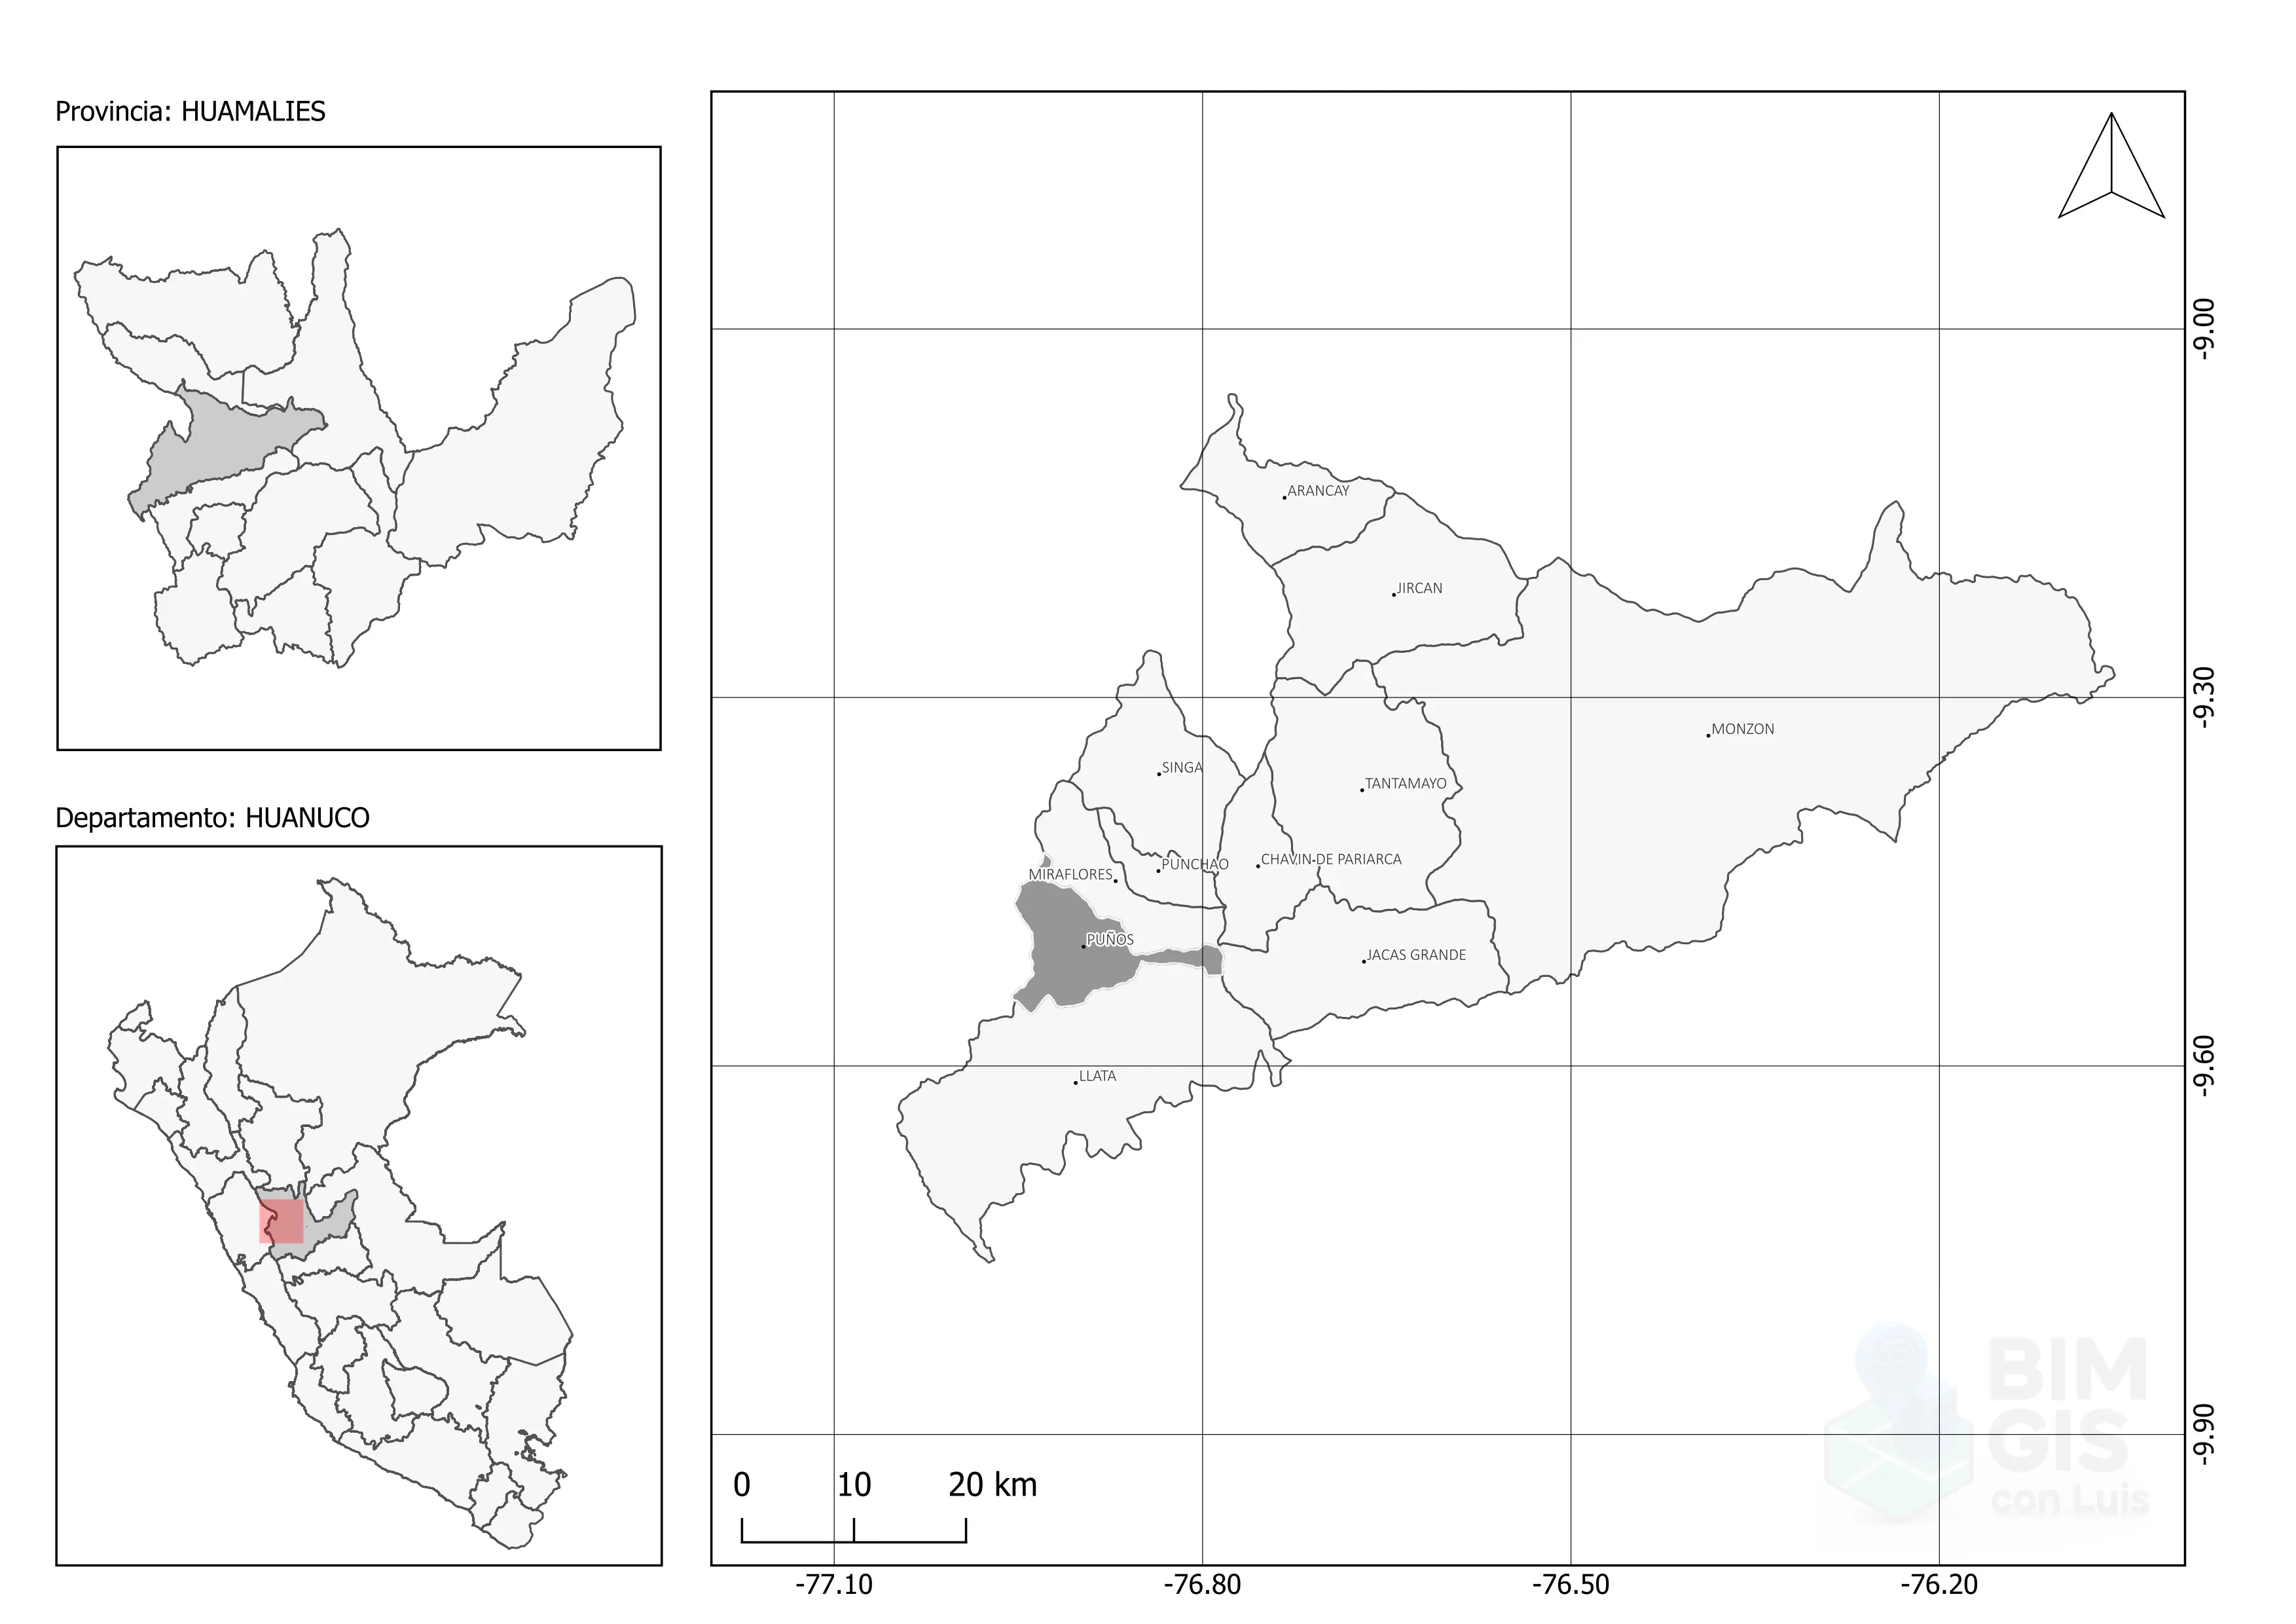 Provincia: HUAMALIES
Departamento: HUANUCO
ARANCAY
JIRCAN
MONZON
SINGA
TANTAMAYO
PUNCHAO
CHAVIN DE PARIARCA
MIRAFLORES
PUÑOS
JACAS GRANDE
LLATA
-9.00
-9.30
-9.60
-9.90
0 10 20 km
-77.10 -76.80 -76.50 -76.20
BIM
GIS
con Luis